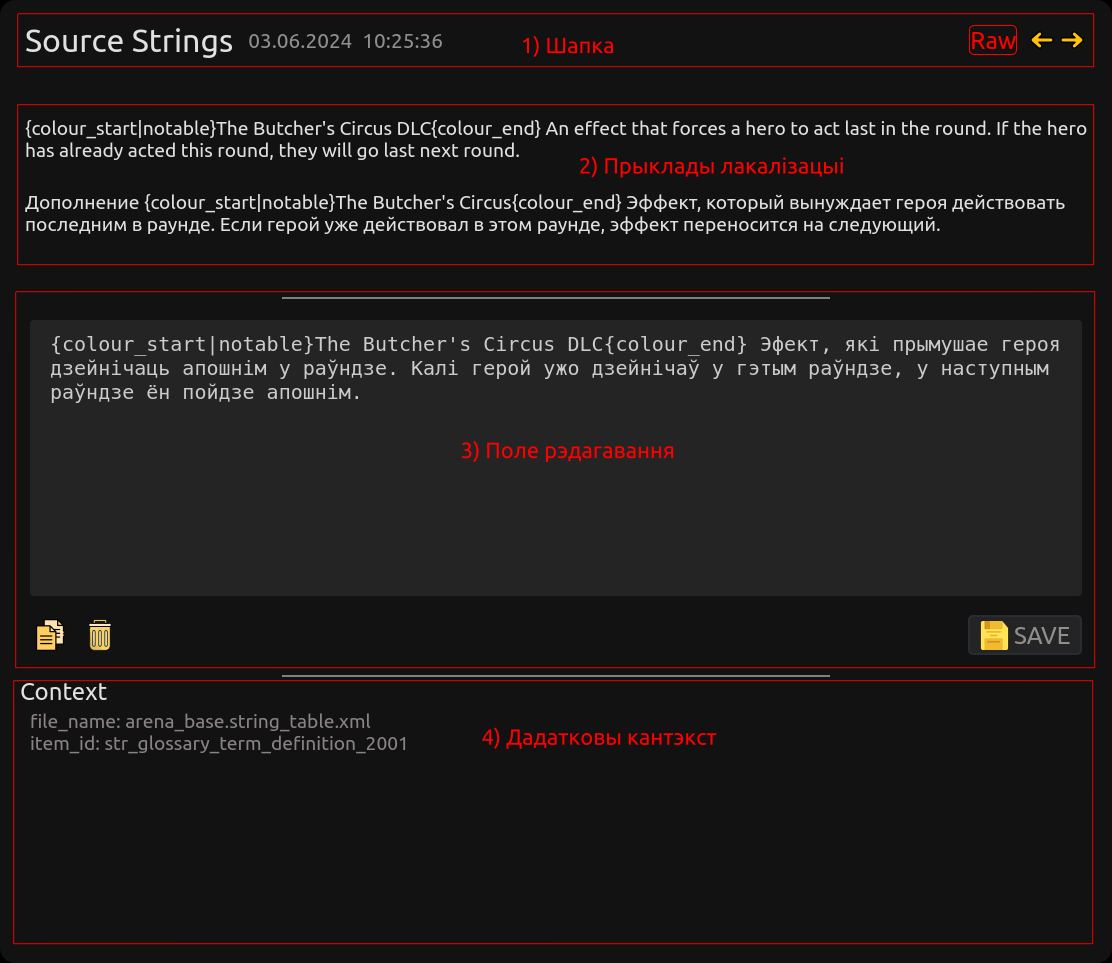 Source Strings 03.06.2024 10:25:36 1) Шапка Raw
{colour_start|notable}The Butcher's Circus DLC{colour_end} An effect that forces a hero to act last in the round. If the hero
has already acted this round, they will go last next round.
2) Прыклады лакалізацыі
Дополнение {colour_start|notable}The Butcher's Circus{colour_end} Эффект, который вынуждает героя действовать
последним в раунде. Если герой уже действовал в этом раунде, эффект переносится на следующий.
{colour_start|notable}The Butcher's Circus DLC{colour_end} Эфект, які прымушае героя
дзейнічаць апошнім у раўндзе. Калі герой ужо дзейнічаў у гэтым раўндзе, у наступным
раўндзе ён пойдзе апошнім.
3) Поле рэдагавання
SAVE
Context
file_name: arena_base.string_table.xml
4) Дадатковы кантэкст
item_id: str_glossary_term_definition_2001